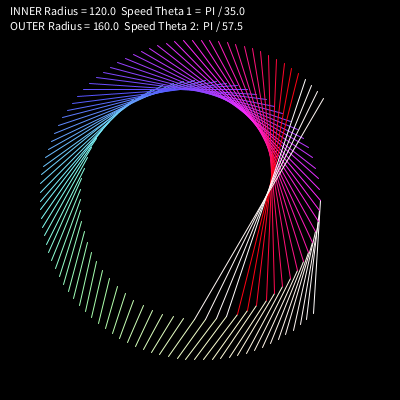 INNER Radius = 120.0  Speed Theta 1 = PI / 35.0
OUTER Radius = 160.0  Speed Theta 2: PI / 57.5